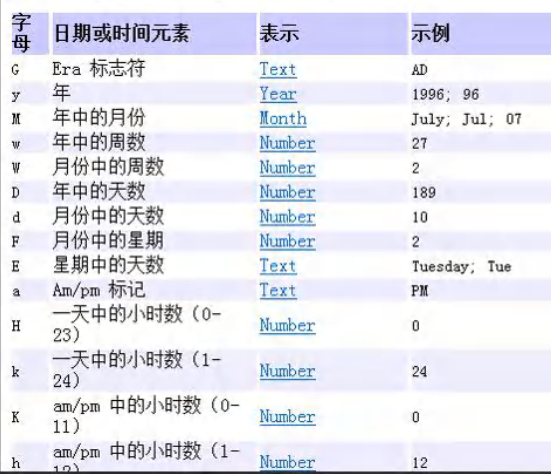 字母 日期或时间元素 表示 示例
G Era 标志符 Text AD
y 年 Year 1996; 96
M 年中的月份 Month July; Jul; 07
w 年中的周数 Number 27
W 月份中的周数 Number 2
D 年中的天数 Number 189
d 月份中的天数 Number 10
F 月份中的星期 Number 2
E 星期中的天数 Text Tuesday; Tue
a Am/pm 标记 Text PM
H 一天中的小时数（0-23） Number 0
k 一天中的小时数（1-24） Number 24
K am/pm 中的小时数（0-11） Number 0
h am/pm 中的小时数（1-12） Number 12